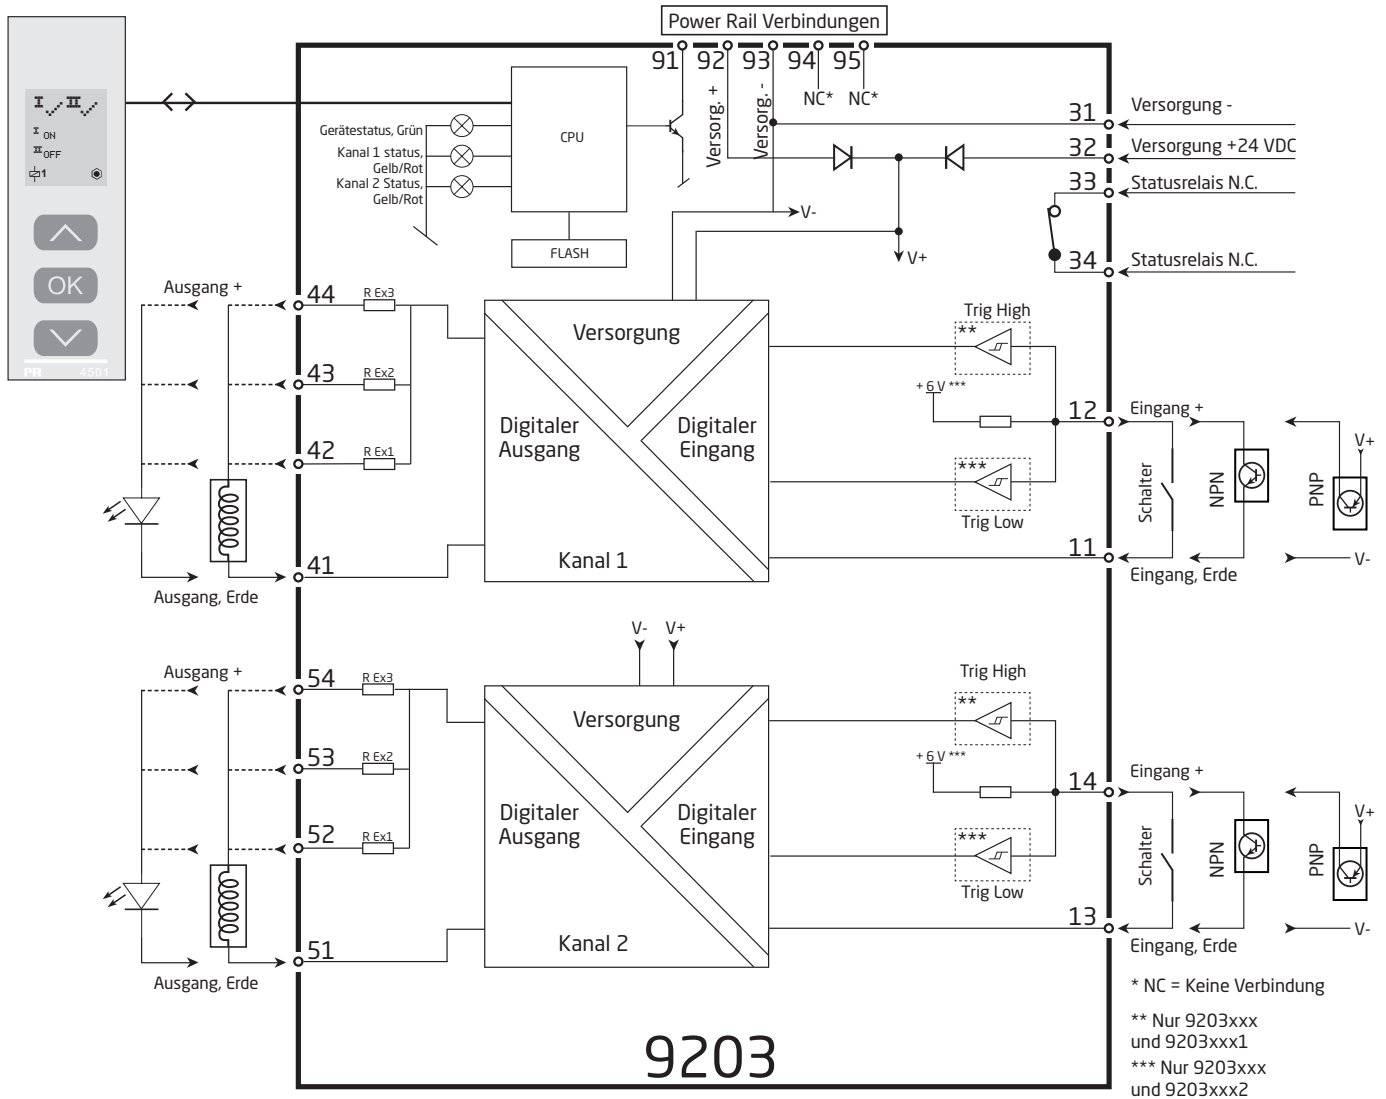 Power Rail Verbindungen
91 92 93 94 95
Versorg. +
Versorg. -
NC* NC*
I II
I ON
II OFF
1
OK
PR 4501
CPU
FLASH
Gerätestatus, Grün
Kanal 1 status,
Gelb/Rot
Kanal 2 Status,
Gelb/Rot
V-
V+
31 Versorgung -
32 Versorgung +24 VDC
33 Statusrelais N.C.
34 Statusrelais N.C.
Ausgang +
44 R Ex3
43 R Ex2
42 R Ex1
41
Ausgang, Erde
Versorgung
Digitaler
Ausgang
Digitaler
Eingang
Kanal 1
Trig High
**
+ 6 V ***
***
Trig Low
12 Eingang +
11
Eingang, Erde
Schalter
NPN
PNP
V+
V-
V- V+
Ausgang +
54 R Ex3
53 R Ex2
52 R Ex1
51
Ausgang, Erde
Versorgung
Digitaler
Ausgang
Digitaler
Eingang
Kanal 2
Trig High
**
+ 6 V ***
***
Trig Low
14 Eingang +
13
Eingang, Erde
Schalter
NPN
PNP
V+
V-
* NC = Keine Verbindung
** Nur 9203xxx
und 9203xxx1
*** Nur 9203xxx
und 9203xxx2
9203